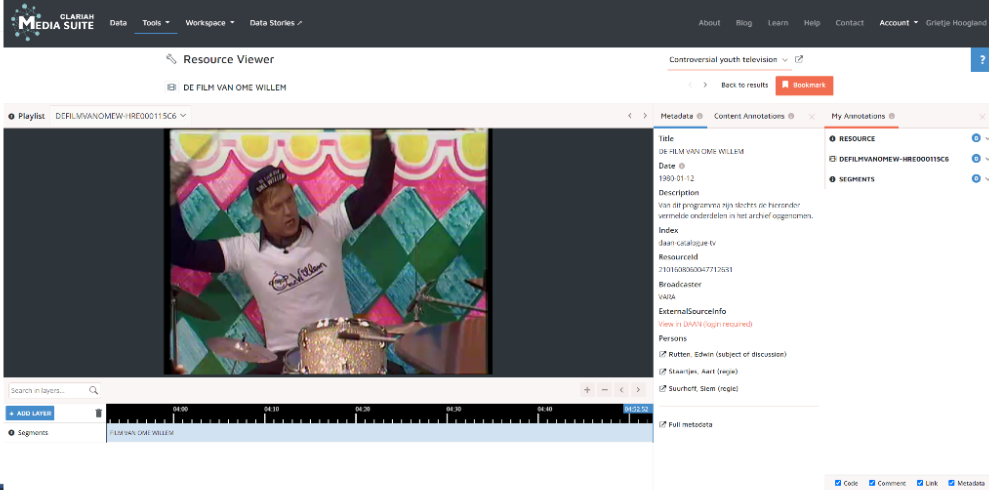 CLARIAH
MEDIA SUITE
Data
Tools
Workspace
Data Stories
About
Blog
Learn
Help
Contact
Account
Grietje Hoogland
Resource Viewer
Controversial youth television
?
DE FILM VAN OME WILLEM
Back to results
Bookmark
Playlist
DEFILMVANOMEW-HRE000115C6
Metadata
Content Annotations
My Annotations
Title
DE FILM VAN OME WILLEM
Date
1980-01-12
Description
Van dit programma zijn slechts de hieronder
vermelde onderdelen in het archief opgenomen.
Index
daan-catalogue-tv
ResourceId
2101608060047712631
Broadcaster
VARA
ExternalSourceInfo
View in DAAN (login required)
Persons
Rutten, Edwin (subject of discussion)
Staartjes, Aart (regie)
Suurheff, Siem (regie)
Full metadata
RESOURCE
0
DEFILMVANOMEW-HRE000115C6
0
SEGMENTS
0
Ome Willem
Search in layers...
+ ADD LAYER
04:00
04:10
04:20
04:30
04:40
04:52.52
Segments
FILM VAN OME WILLEM
Code
Comment
Link
Metadata